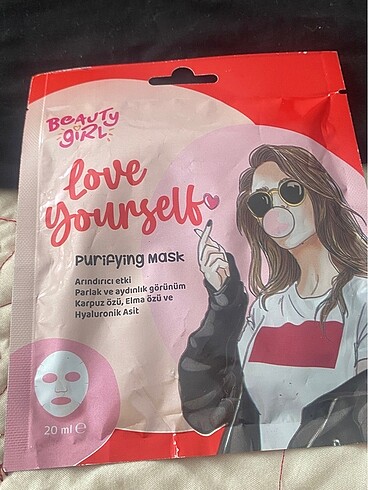 BEAUTY
GiRL
love
yourself
Purifying Mask
Arındırıcı etki
Parlak ve aydınlık görünüm
Karpuz özü, Elma özü ve
Hyaluronik Asit
20 ml ℮